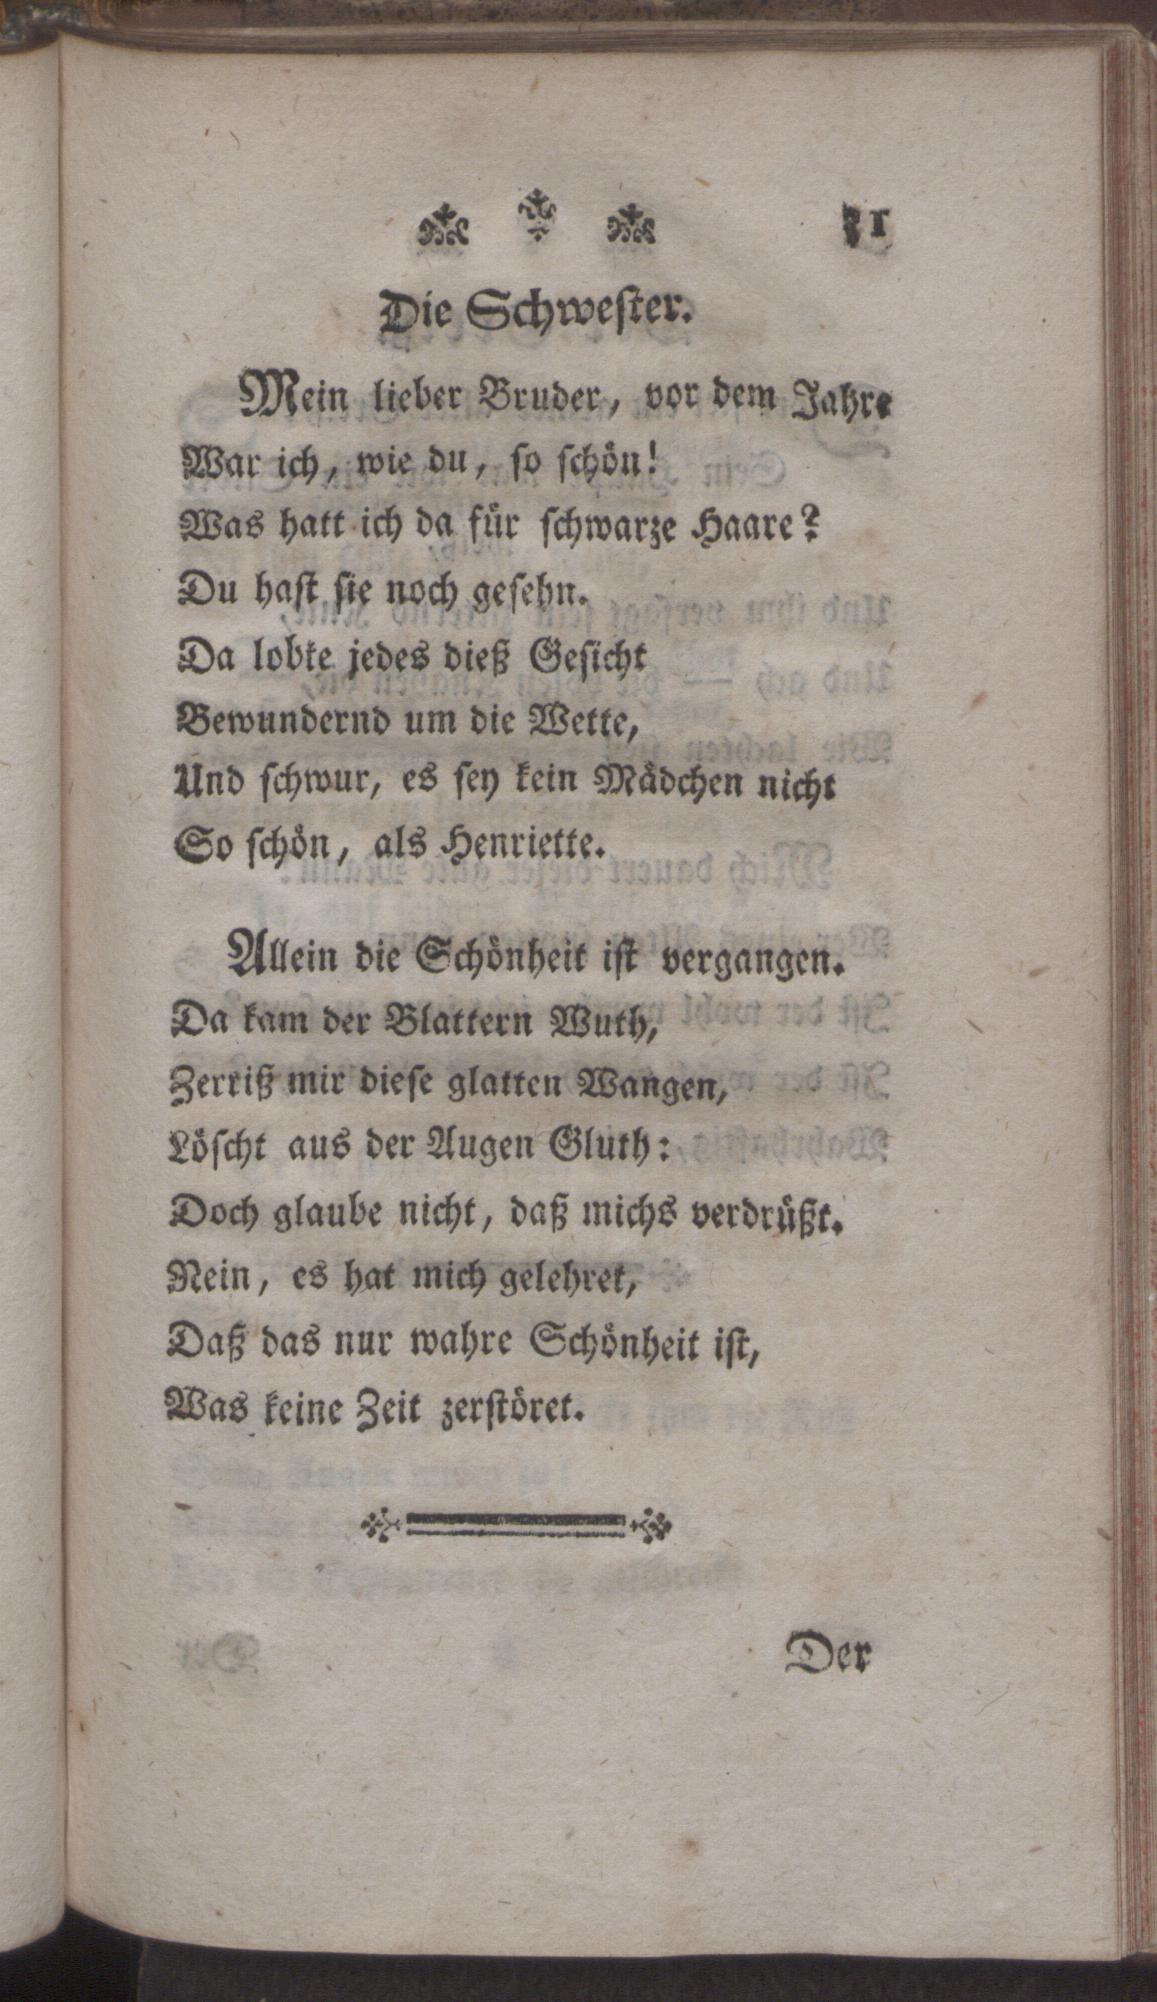 Die Schweſter.
Mein lieber Bruder, vor dem Jahre
War ich, wie du, ſo ſchön!
Was hatt ich da für ſchwarze Haare?
Du haſt ſie noch geſehn.
Da lobte jedes dieß Geſicht
Bewundernd um die Wette,
Und ſchwur, es ſey kein Mädchen nicht
So ſchön, als Henriette.
Allein die Schönheit iſt vergangen.
Da kam der Blattern Wuth,
Zerriß mir dieſe glatten Wangen,
Löſcht aus der Augen Gluth:
Doch glaube nicht, daß michs verdrüßt.
Nein, es hat mich gelehret,
Daß das nur wahre Schönheit iſt,
Was keine Zeit zerſtöret.
Der